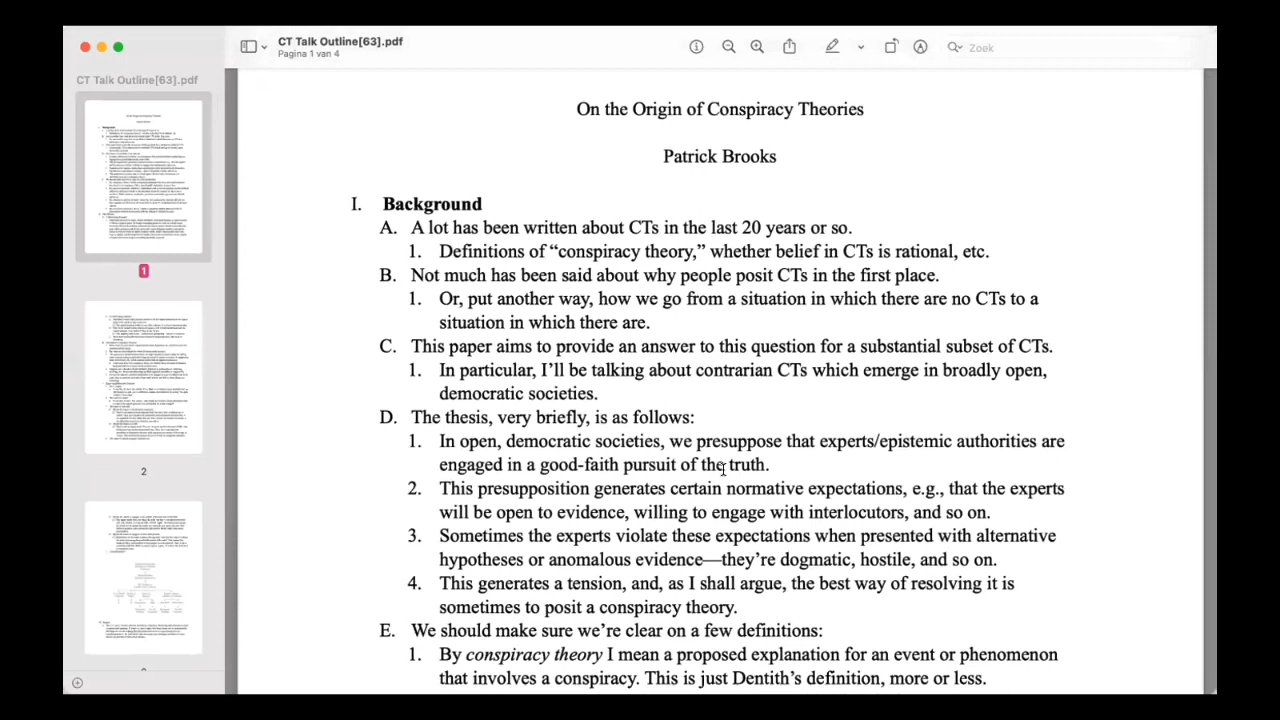 CT Talk Outline[63].pdf
Pagina 1 van 4
Zoek
CT Talk Outline[63].pdf
1
2
On the Origin of Conspiracy Theories
Patrick Brooks
I. Background
A. A lot has been written about CTs in the last 20 years or so.
1. Definitions of “conspiracy theory,” whether belief in CTs is rational, etc.
B. Not much has been said about why people posit CTs in the first place.
1. Or, put another way, how we go from a situation in which there are no CTs to a
situation in which there are.
C. This paper aims to provide an answer to this question for a substantial subset of CTs.
1. In particular, I’ll be talking about contrarian CTs which emerge in broadly open,
democratic societies.
D. The thesis, very briefly, is as follows:
1. In open, democratic societies, we presuppose that experts/epistemic authorities are
engaged in a good-faith pursuit of the truth.
2. This presupposition generates certain normative expectations, e.g., that the experts
will be open to evidence, willing to engage with interlocutors, and so on.
3. Sometimes the experts violate these expectations when presented with alternative
hypotheses or anomalous evidence—they’re dogmatic, hostile, and so on.
4. This generates a tension, and as I shall argue, the best way of resolving it is
sometimes to posit a conspiracy theory.
E. We should make sure we’re clear on a few definitions:
1. By conspiracy theory I mean a proposed explanation for an event or phenomenon
that involves a conspiracy. This is just Dentith’s definition, more or less.